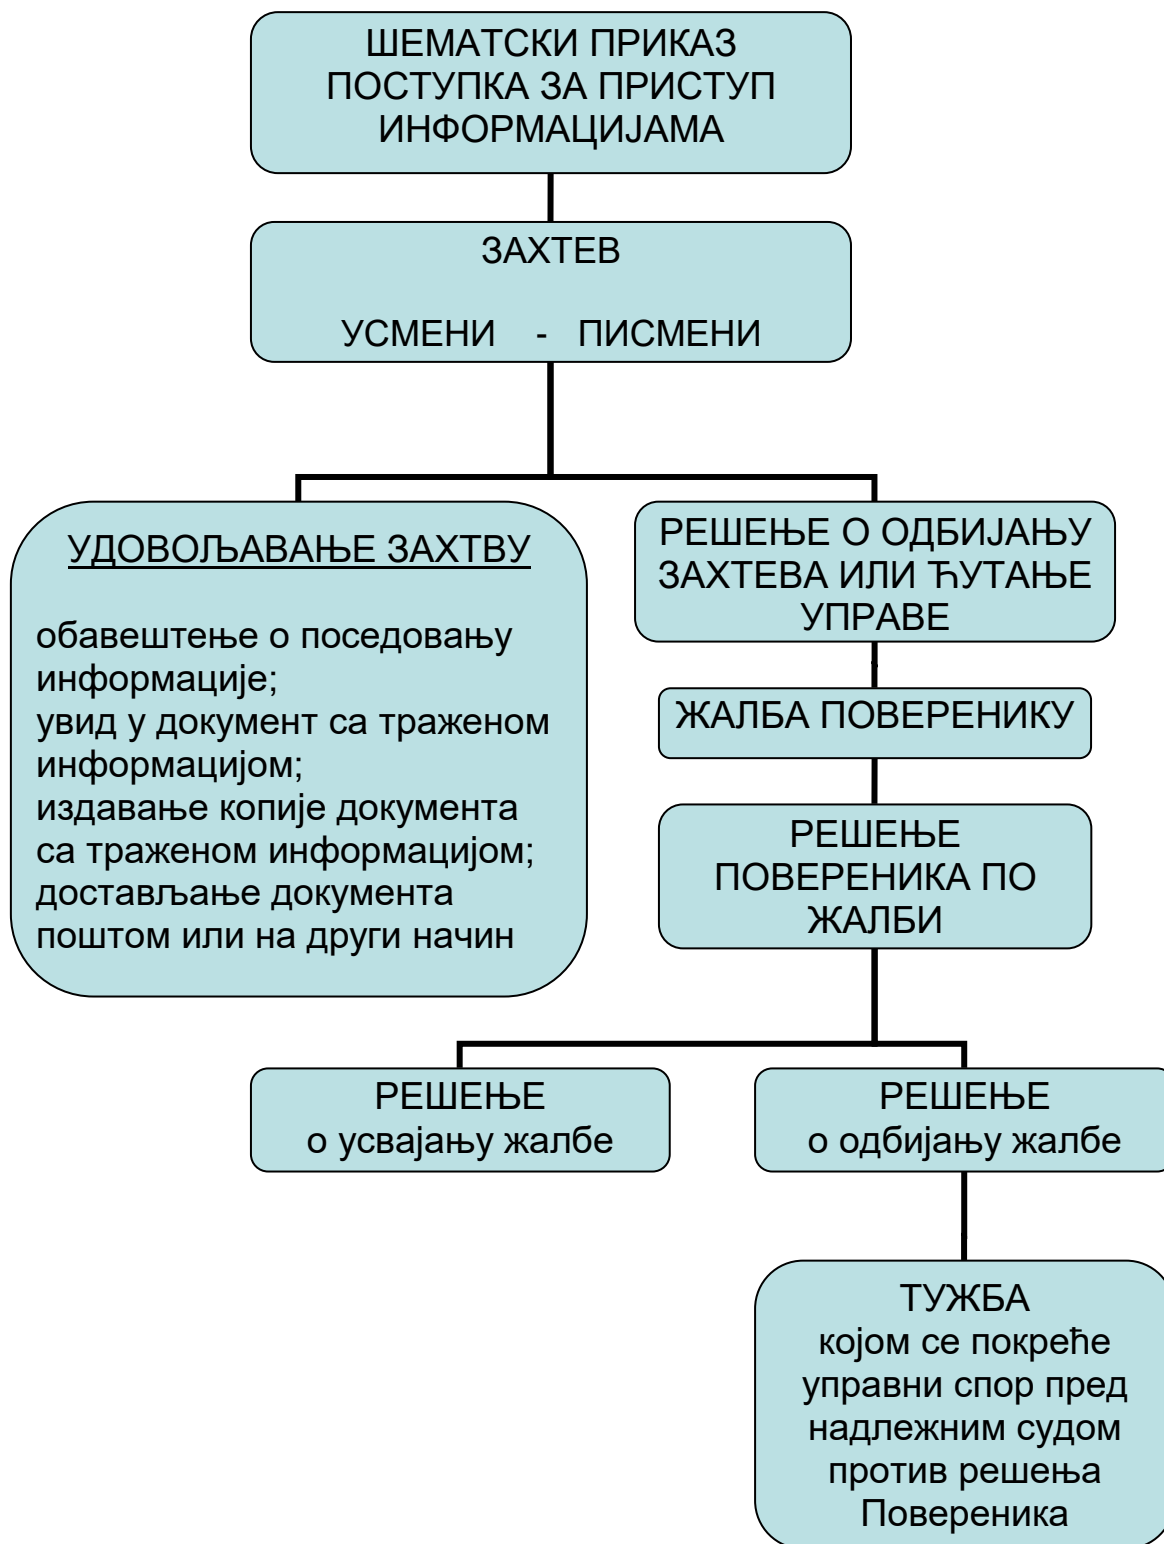 ШЕМАТСКИ ПРИКАЗ
ПОСТУПКА ЗА ПРИСТУП
ИНФОРМАЦИЈАМА
ЗАХТЕВ
УСМЕНИ - ПИСМЕНИ
УДОВОЉАВАЊЕ ЗАХТВУ
обавештење о поседовању
информације;
увид у документ са траженом
информацијом;
издавање копије документа
са траженом информацијом;
достављање документа
поштом или на други начин
РЕШЕЊЕ О ОДБИЈАЊУ
ЗАХТЕВА ИЛИ ЋУТАЊЕ
УПРАВЕ
ЖАЛБА ПОВЕРЕНИКУ
РЕШЕЊЕ
ПОВЕРЕНИКА ПО
ЖАЛБИ
РЕШЕЊЕ
о усвајању жалбе
РЕШЕЊЕ
о одбијању жалбе
ТУЖБА
којом се покреће
управни спор пред
надлежним судом
против решења
Повереника